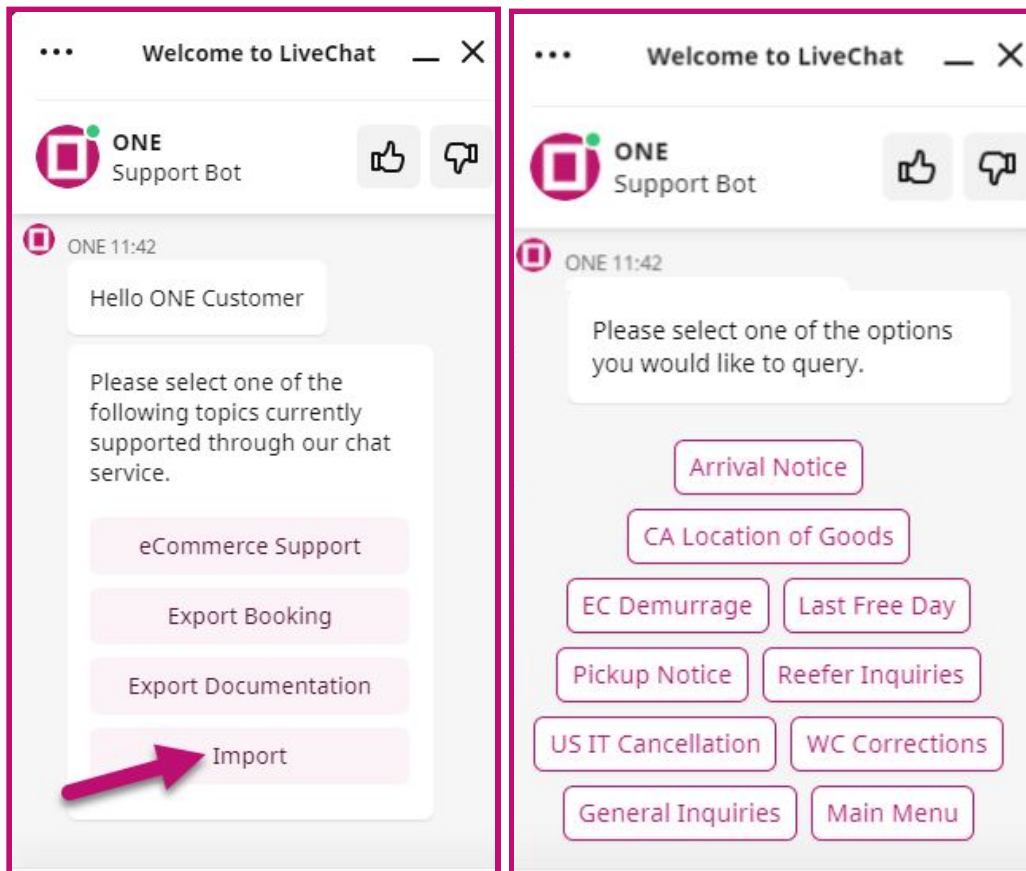 Welcome to LiveChat
ONE
Support Bot
ONE 11:42
Hello ONE Customer
Please select one of the
following topics currently
supported through our chat
service.
eCommerce Support
Export Booking
Export Documentation
Import
Welcome to LiveChat
ONE
Support Bot
ONE 11:42
Please select one of the options
you would like to query.
Arrival Notice
CA Location of Goods
EC Demurrage
Last Free Day
Pickup Notice
Reefer Inquiries
US IT Cancellation
WC Corrections
General Inquiries
Main Menu